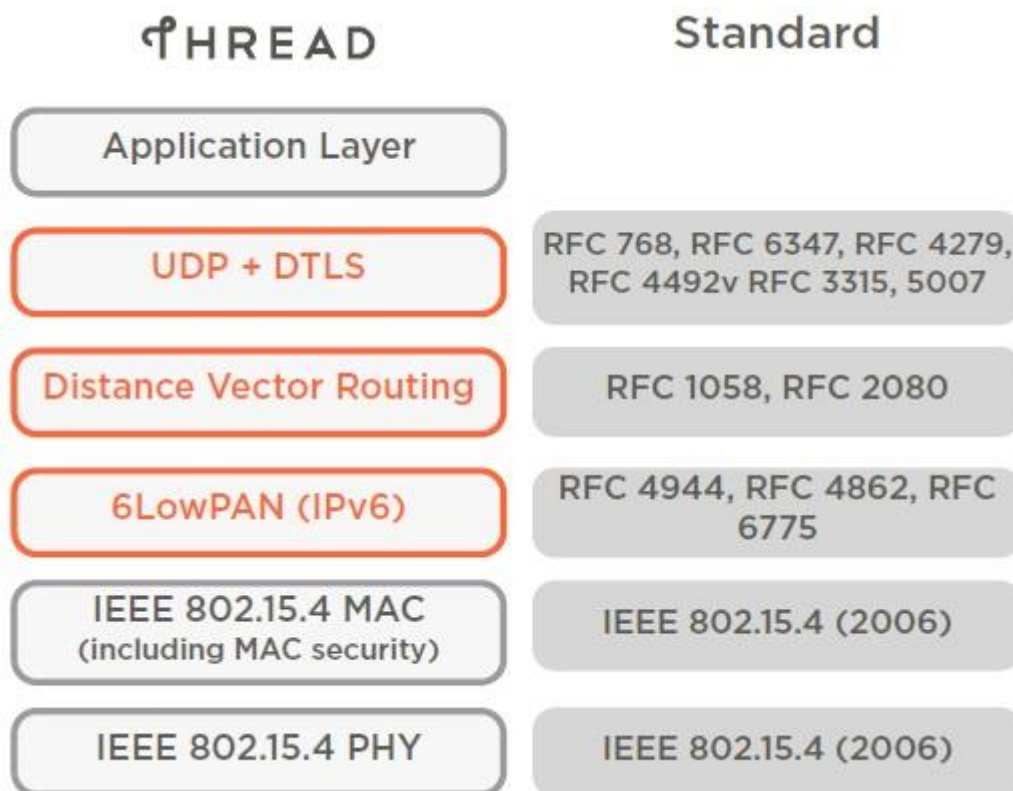 THREAD
Standard
Application Layer
UDP + DTLS
RFC 768, RFC 6347, RFC 4279,
RFC 4492v RFC 3315, 5007
Distance Vector Routing
RFC 1058, RFC 2080
6LowPAN (IPv6)
RFC 4944, RFC 4862, RFC
6775
IEEE 802.15.4 MAC
(including MAC security)
IEEE 802.15.4 (2006)
IEEE 802.15.4 PHY
IEEE 802.15.4 (2006)